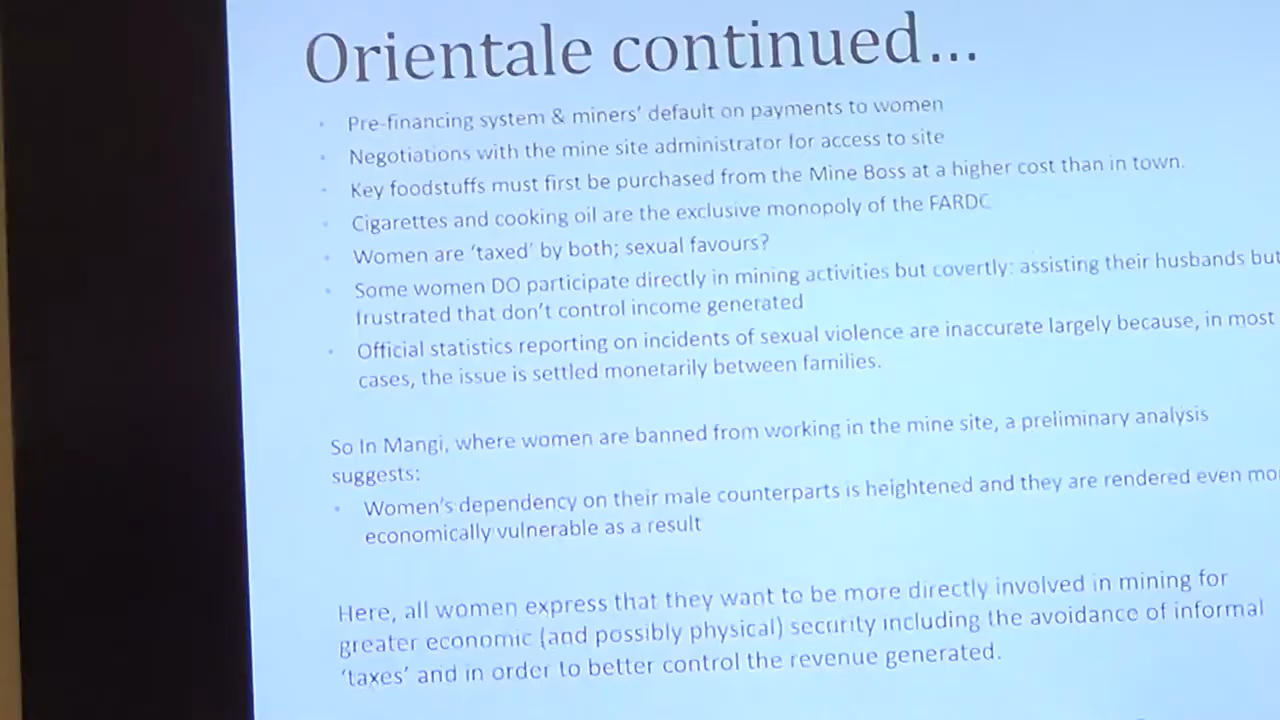 Orientale continued...
Pre-financing system & miners' default on payments to women
Negotiations with the mine site administrator for access to site
Key foodstuffs must first be purchased from the Mine Boss at a higher cost than in town.
Cigarettes and cooking oil are the exclusive monopoly of the FARDC
Women are 'taxed' by both; sexual favours?
Some women DO participate directly in mining activities but covertly: assisting their husbands but
frustrated that don't control income generated
Official statistics reporting on incidents of sexual violence are inaccurate largely because, in most
cases, the issue is settled monetarily between families.
So In Mangi, where women are banned from working in the mine site, a preliminary analysis
suggests:
Women's dependency on their male counterparts is heightened and they are rendered even mo
economically vulnerable as a result
Here, all women express that they want to be more directly involved in mining for
greater economic (and possibly physical) security including the avoidance of informal
'taxes' and in order to better control the revenue generated.